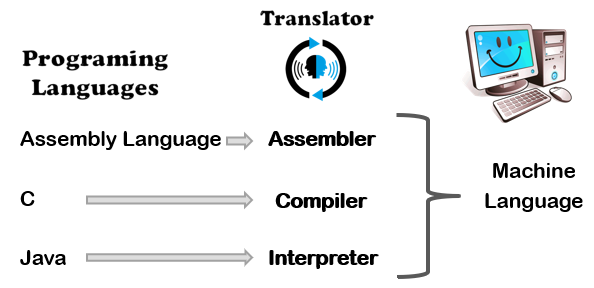 Translator
Programing
Languages
Assembly Language
Assembler
C
Compiler
Java
Interpreter
Machine
Language